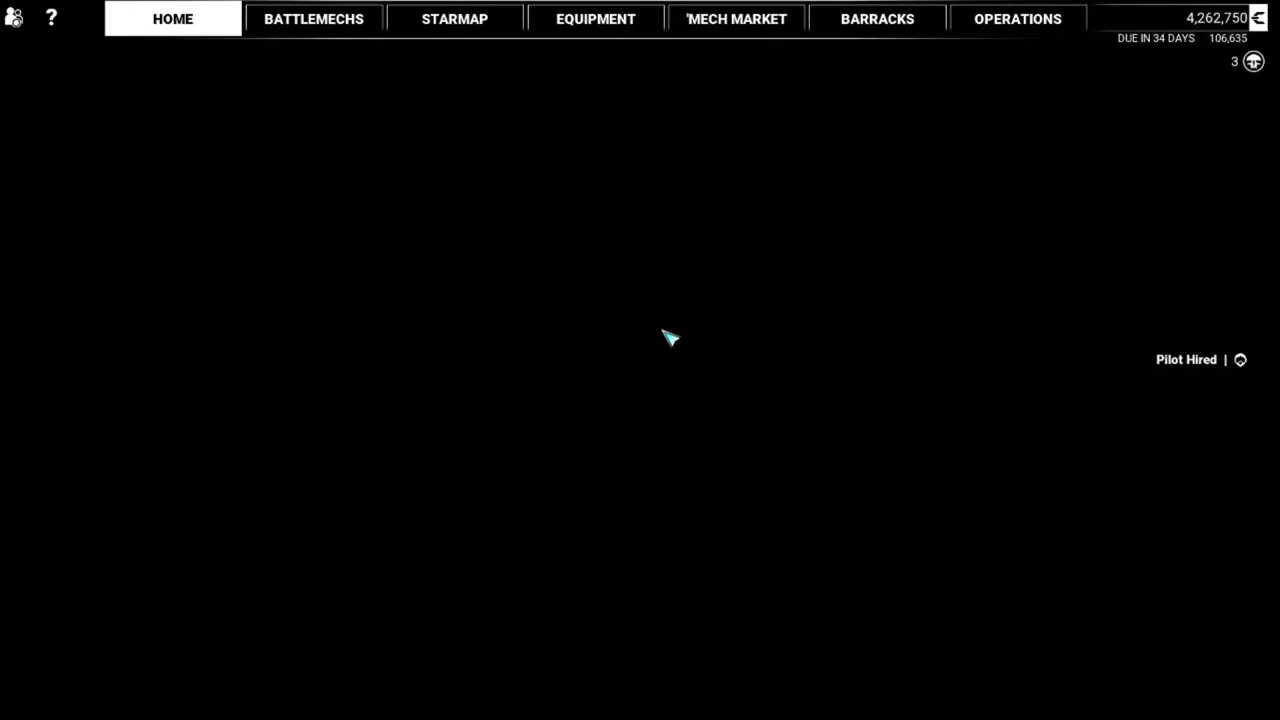 ?
HOME
BATTLEMECHS
STARMAP
EQUIPMENT
'MECH MARKET
BARRACKS
OPERATIONS
4,262,750
DUE IN 34 DAYS 106,635
3
Pilot Hired |